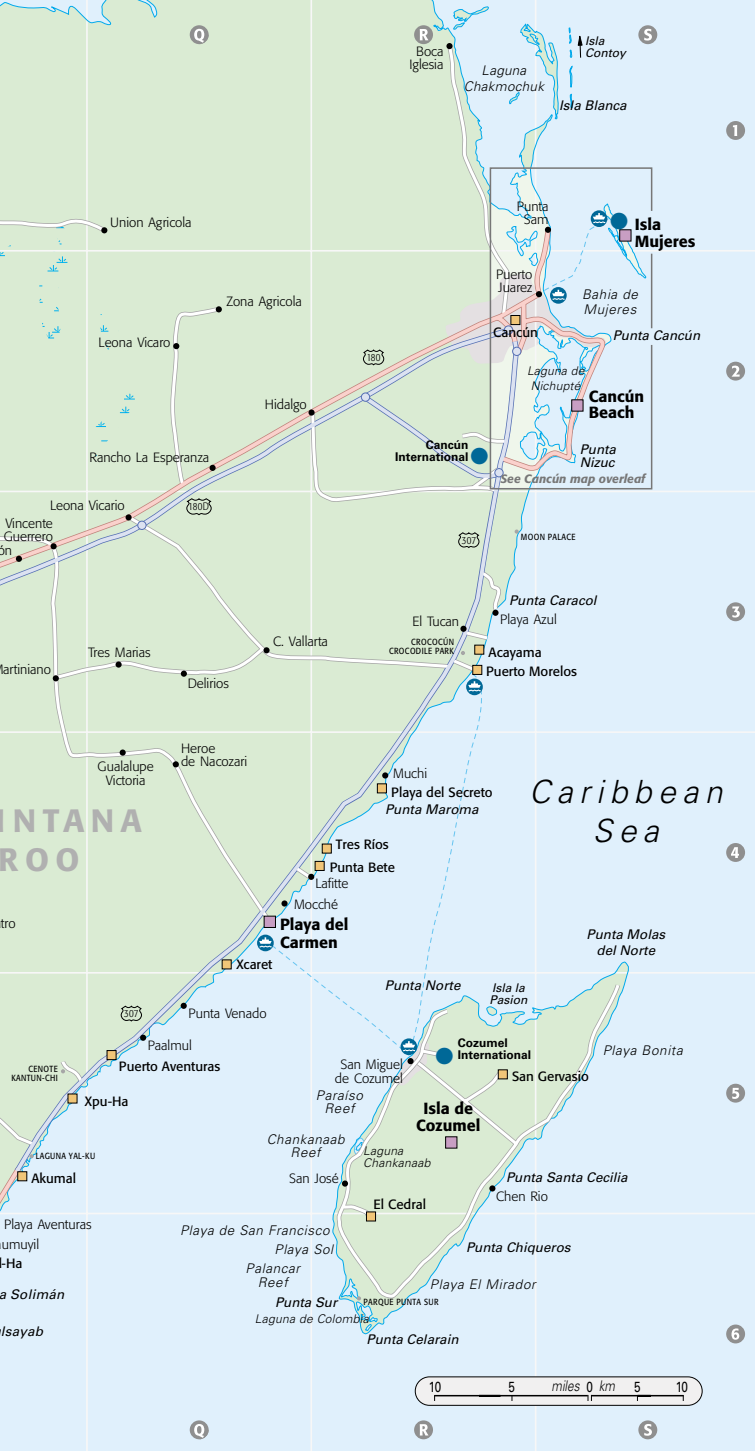 Q
R
S
Boca
Iglesia
Laguna
Chakmochuk
Isla
Contoy
Isla Blanca
1
Union Agricola
Punta
Sam
Isla
Mujeres
Zona Agricola
Puerto
Juarez
Bahia de
Mujeres
Leona Vicaro
Cancún
Punta Cancún
180
2
Laguna de
Nichupté
Hidalgo
Cancún
Beach
Rancho La Esperanza
Cancún
International
Punta
Nizuc
See Cancún map overleaf
Leona Vicario
180D
Vincente
Guerrero
ón
307
MOON PALACE
Punta Caracol
3
Playa Azul
El Tucan
C. Vallarta
CROCOCÚN
CROCODILE PARK
Acayama
Tres Marias
Martiniano
Puerto Morelos
Delirios
Heroe
de Nacozari
Gualalupe
Victoria
Muchi
Playa del Secreto
Punta Maroma
Caribbean
Sea
INTANA
ROO
Tres Ríos
4
Punta Bete
Lafitte
Mocché
tro
Playa del
Carmen
Punta Molas
del Norte
Xcaret
Punta Norte
Isla la
Pasion
307
Punta Venado
Paalmul
Cozumel
International
Playa Bonita
Puerto Aventuras
San Miguel
de Cozumel
CENOTE
KANTUN-CHI
San Gervasio
5
Xpu-Ha
Paraíso
Reef
Isla de
Cozumel
Chankanaab
Reef
Laguna
Chankanaab
LAGUNA YAL-KU
Akumal
San José
Punta Santa Cecilia
Chen Rio
El Cedral
Playa Aventuras
Playa de San Francisco
umuyil
Playa Sol
Punta Chiqueros
l-Ha
Palancar
Reef
Playa El Mirador
a Solimán
Punta Sur
PARQUE PUNTA SUR
Laguna de Colombia
ulsayab
Punta Celarain
6
10 5 miles 0 km 5 10
Q
R
S